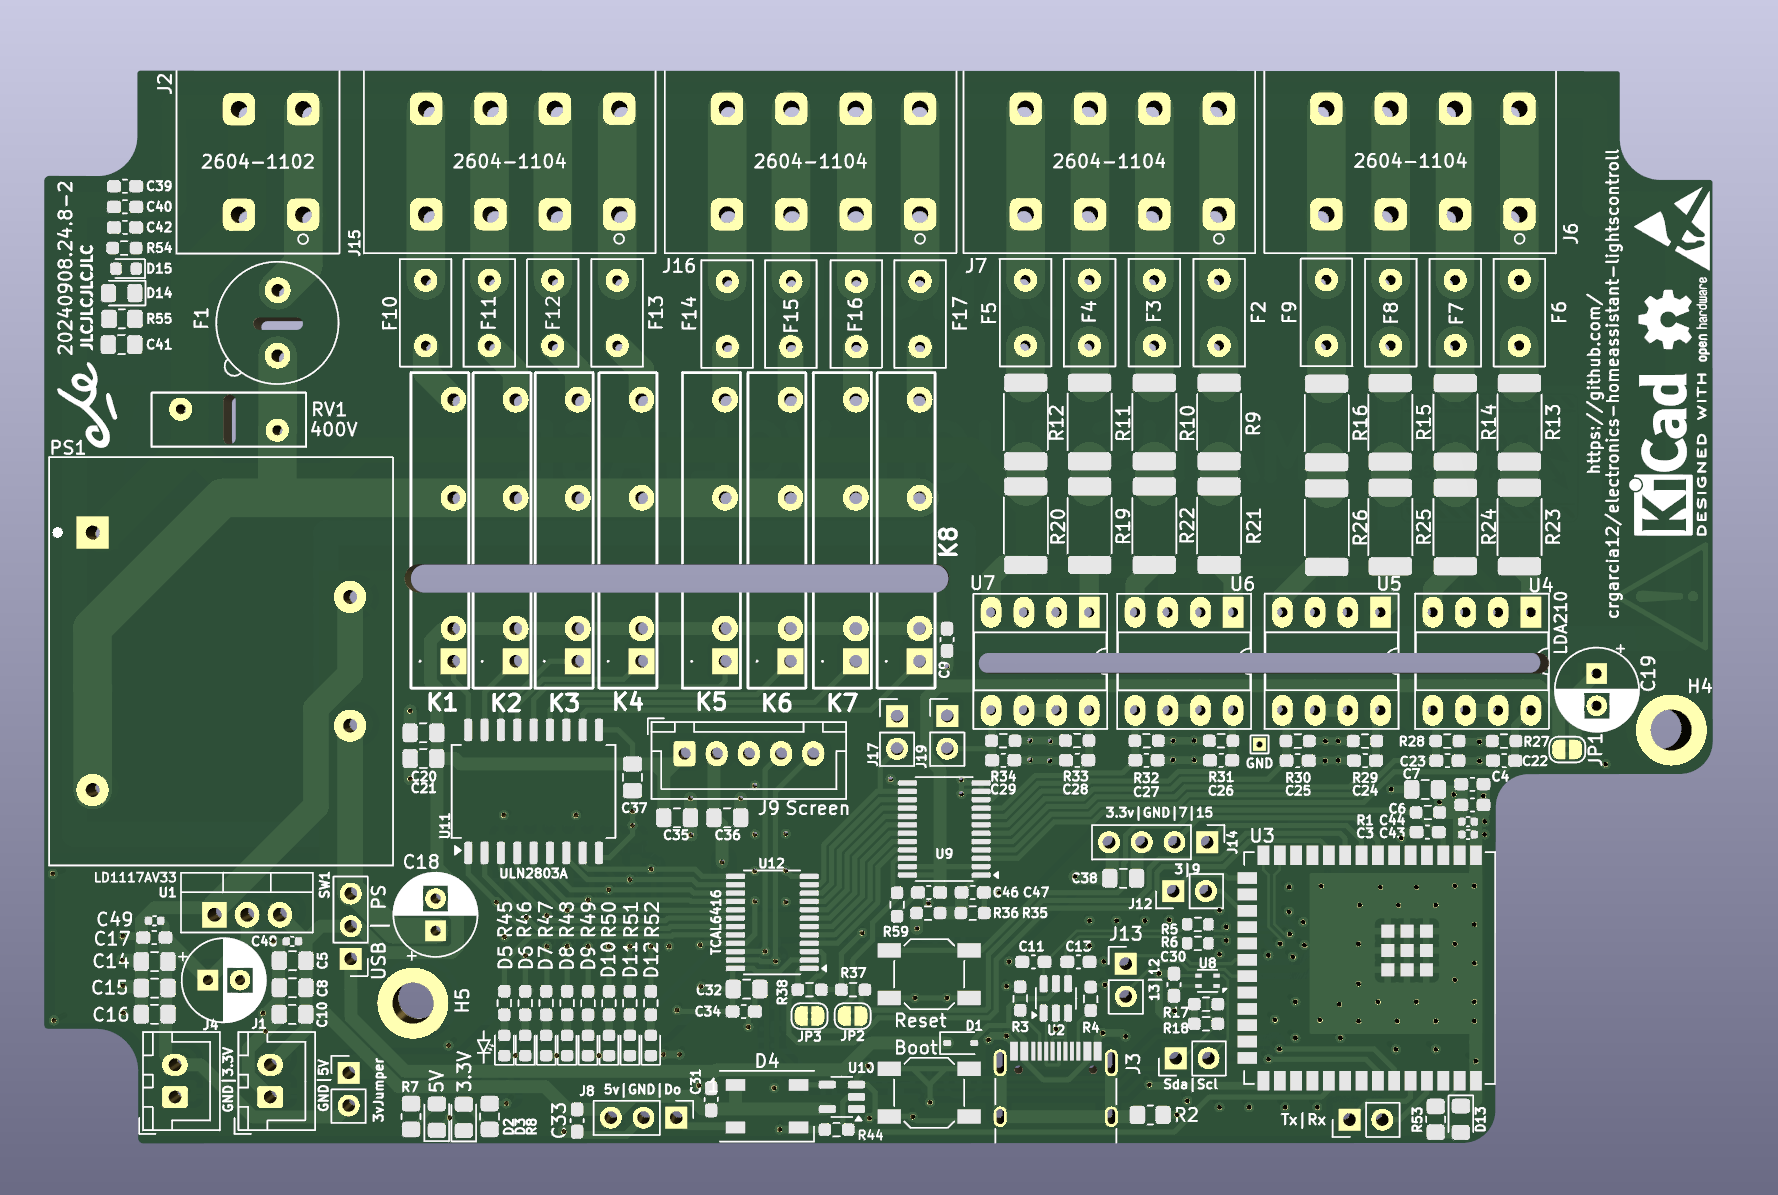 J2
2604-1102
2604-1104
2604-1104
2604-1104
2604-1104
J15
J16
J7
J6
C39
C40
C42
R54
D15
D14
R55
C41
20240908.24.8-2
JLCJLCJLCJLC
F1
F10
F11
F12
F13
F14
F15
F16
F17
F5
F4
F3
F2
F9
F8
F7
F6
https://github.com/
crgarcia12/electronics-homeassistant-lightscontroll
open hardware
KiCad
DESIGNED WITH
RV1
400V
PS1
R12
R11
R10
R9
R16
R15
R14
R13
R20
R19
R22
R21
R26
R25
R24
R23
K8
U7
U6
U5
U4
LDA210
C9
K1
K2
K3
K4
K5
K6
K7
+
C19
H4
JP1
J17
J19
C20
C21
U11
C37
J9 Screen
C35
C36
R34
C29
R33
C28
R32
C27
R31
C26
GND
R30
C25
R29
C24
R28
C23
R27
C22
C7
C4
C6
R1
C44
C3
C43
3.3v|GND|7|15
J14
U3
U9
U12
ULN2803A
C18
+
LD1117AV33
U1
SW1
PS
USB
TCAL6416
C38
3|9
J12
C46
C47
R36
R35
R59
C49
C17
C14
C15
C16
C49
C5
C8
C10
+
H5
D5 R45
D6 R46
D7 R47
D8 R43
D9 R49
D10 R50
D11 R51
D12 R52
C32
C34
R38
R37
JP3
JP2
Reset
Boot
D1
C11
C13
R3
U2
R4
J13
13|12
R5
R6
C30
U8
R17
R18
J3
Sda|Scl
J4
J1
GND|3.3V
GND|5V
3vJumper
R7
5V
3.3V
D2
D3
R8
C33
J8
5v|GND|Do
C31
D4
U10
R44
R2
Tx|Rx
R53
D13